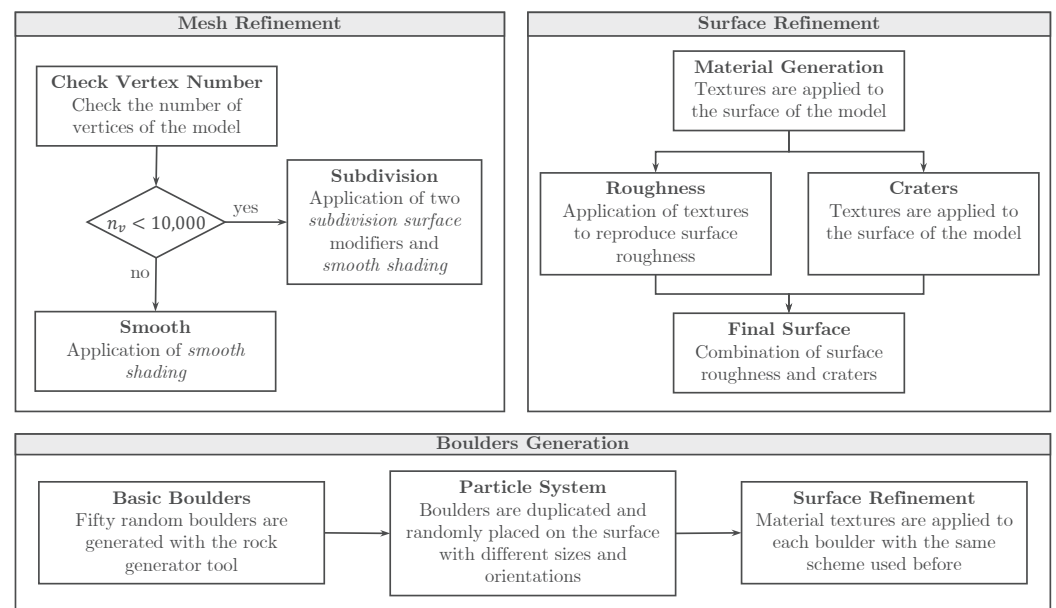 Mesh Refinement
Check Vertex Number
Check the number of
vertices of the model
n_v < 10,000
yes
no
Subdivision
Application of two
subdivision surface
modifiers and
smooth shading
Smooth
Application of smooth
shading
Surface Refinement
Material Generation
Textures are applied to
the surface of the model
Roughness
Application of textures
to reproduce surface
roughness
Craters
Textures are applied to
the surface of the model
Final Surface
Combination of surface
roughness and craters
Boulders Generation
Basic Boulders
Fifty random boulders are
generated with the rock
generator tool
Particle System
Boulders are duplicated and
randomly placed on the surface
with different sizes and
orientations
Surface Refinement
Material textures are applied to
each boulder with the same
scheme used before